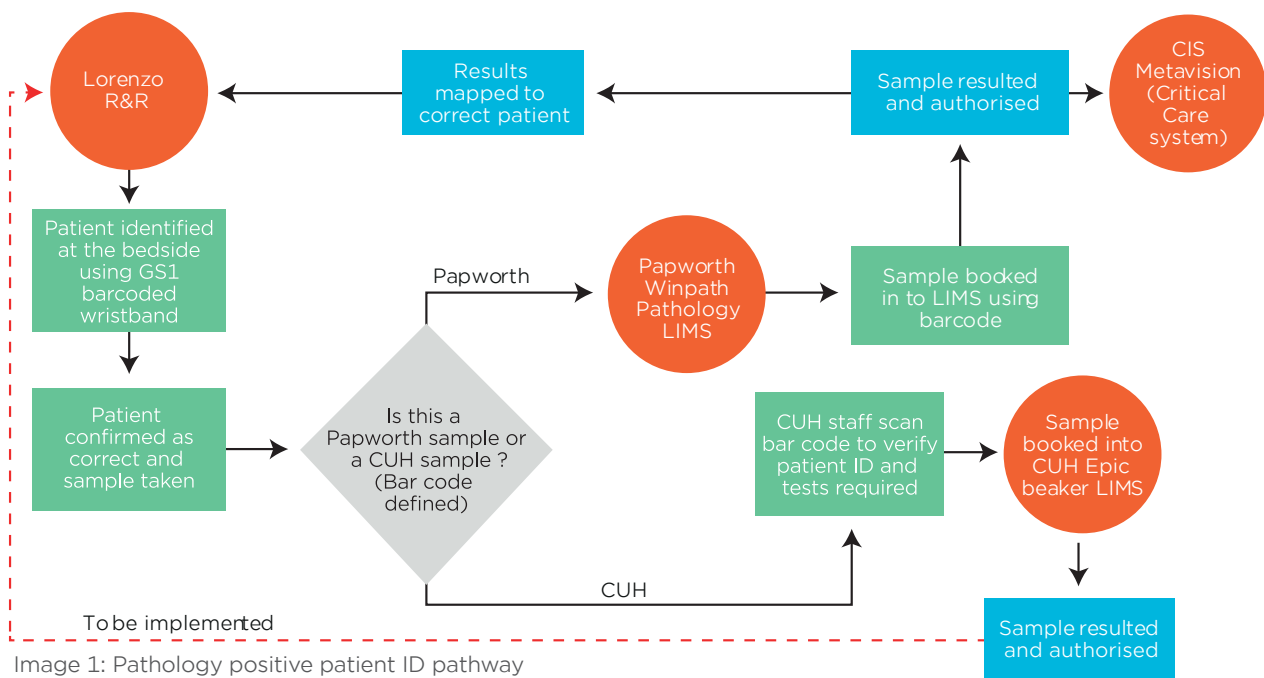 Lorenzo
R&R
Results
mapped to
correct patient
Sample resulted
and authorised
CIS
Metavision
(Critical
Care
system)
Patient identified
at the bedside
using GS1
barcoded
wristband
Papworth
Papworth
Winpath
Pathology
LIMS
Sample booked
in to LIMS using
barcode
Patient
confirmed as
correct and
sample taken
Is this a
Papworth sample or
a CUH sample ?
(Bar code
defined)
CUH staff scan
bar code to verify
patient ID and
tests required
Sample
booked into
CUH Epic
beaker LIMS
CUH
To be implemented
Sample resulted
and authorised
Image 1: Pathology positive patient ID pathway